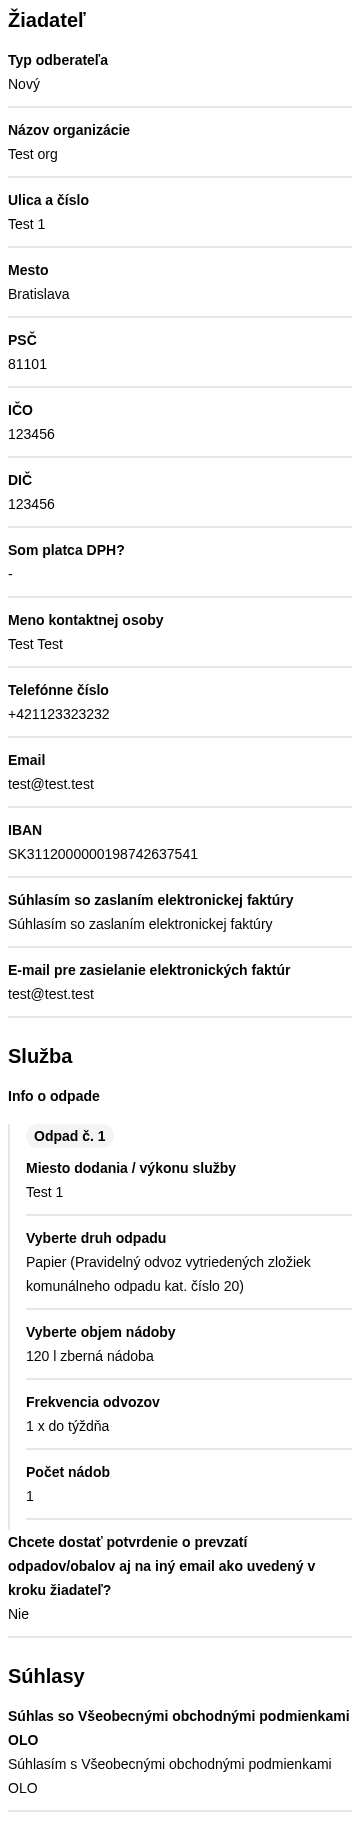 Žiadateľ
Typ odberateľa
Nový
Názov organizácie
Test org
Ulica a číslo
Test 1
Mesto
Bratislava
PSČ
81101
IČO
123456
DIČ
123456
Som platca DPH?
-
Meno kontaktnej osoby
Test Test
Telefónne číslo
+421123323232
Email
test@test.test
IBAN
SK3112000000198742637541
Súhlasím so zaslaním elektronickej faktúry
Súhlasím so zaslaním elektronickej faktúry
E-mail pre zasielanie elektronických faktúr
test@test.test
Služba
Info o odpade
Odpad č. 1
Miesto dodania / výkonu služby
Test 1
Vyberte druh odpadu
Papier (Pravidelný odvoz vytriedených zložiek
komunálneho odpadu kat. číslo 20)
Vyberte objem nádoby
120 l zberná nádoba
Frekvencia odvozov
1 x do týždňa
Počet nádob
1
Chcete dostať potvrdenie o prevzatí
odpadov/obalov aj na iný email ako uvedený v
kroku žiadateľ?
Nie
Súhlasy
Súhlas so Všeobecnými obchodnými podmienkami
OLO
Súhlasím s Všeobecnými obchodnými podmienkami
OLO